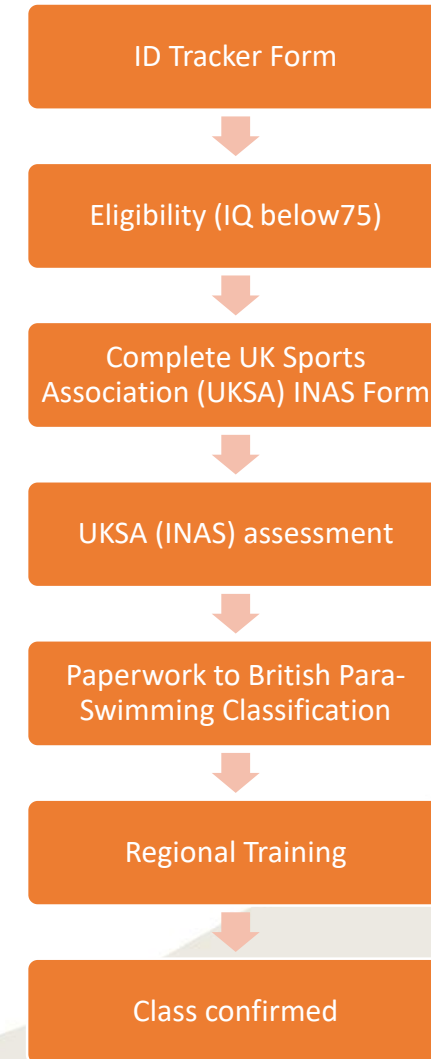 ID Tracker Form
Eligibility (IQ below75)
Complete UK Sports
Association (UKSA) INAS Form
UKSA (INAS) assessment
Paperwork to British Para-
Swimming Classification
Regional Training
Class confirmed